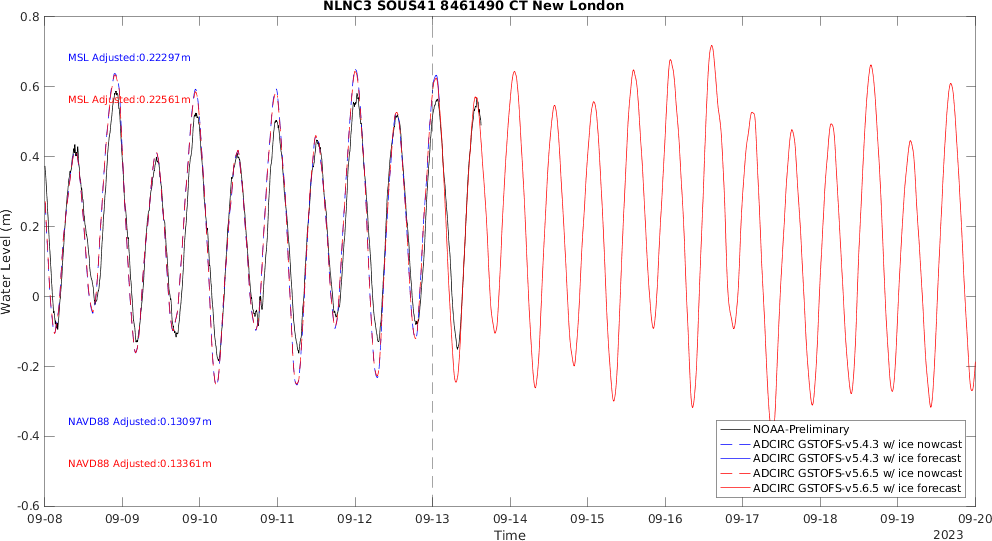 NLNC3 SOUS41 8461490 CT New London
0.8
0.6
0.4
0.2
0
-0.2
-0.4
-0.6
Water Level (m)
MSL Adjusted:0.22297m
MSL Adjusted:0.22561m
NAVD88 Adjusted:0.13097m
NAVD88 Adjusted:0.13361m
NOAA-Preliminary
ADCIRC GSTOFS-v5.4.3 w/ ice nowcast
ADCIRC GSTOFS-v5.4.3 w/ ice forecast
ADCIRC GSTOFS-v5.6.5 w/ ice nowcast
ADCIRC GSTOFS-v5.6.5 w/ ice forecast
09-08 09-09 09-10 09-11 09-12 09-13 09-14 09-15 09-16 09-17 09-18 09-19 09-20
Time
2023